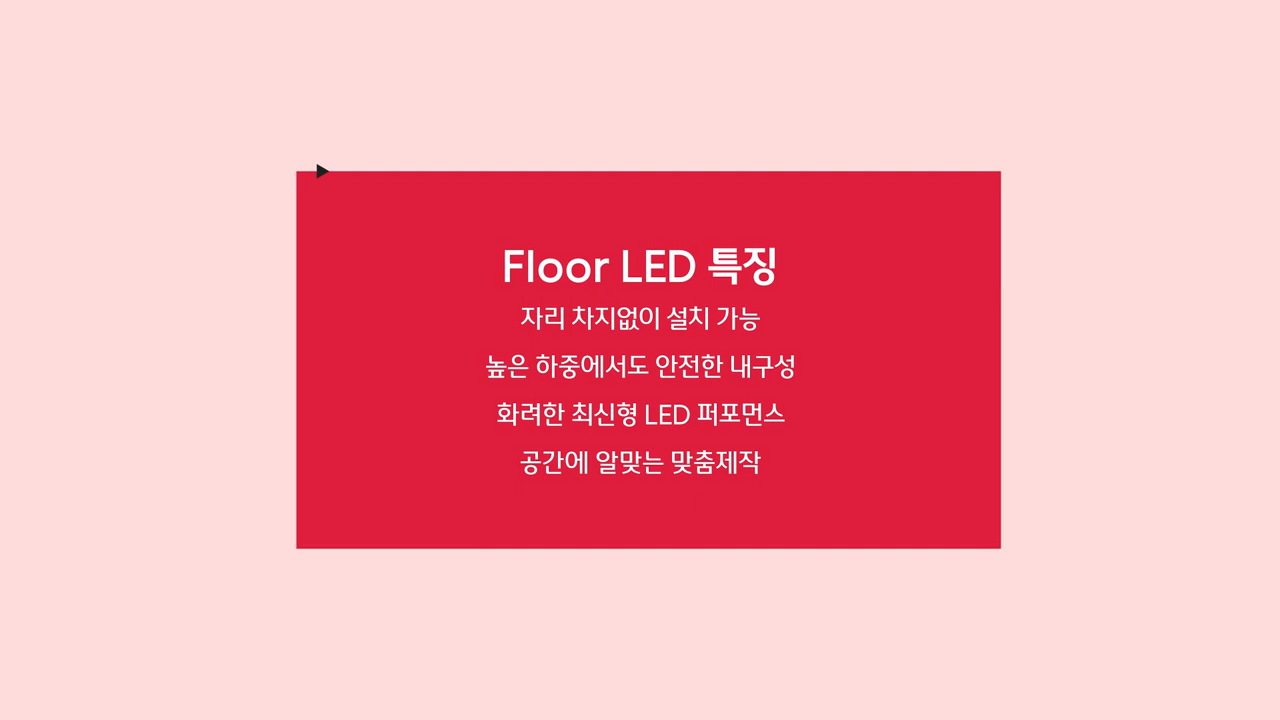 Floor LED 특징
자리 차지없이 설치 가능
높은 하중에서도 안전한 내구성
화려한 최신형 LED 퍼포먼스
공간에 알맞는 맞춤제작